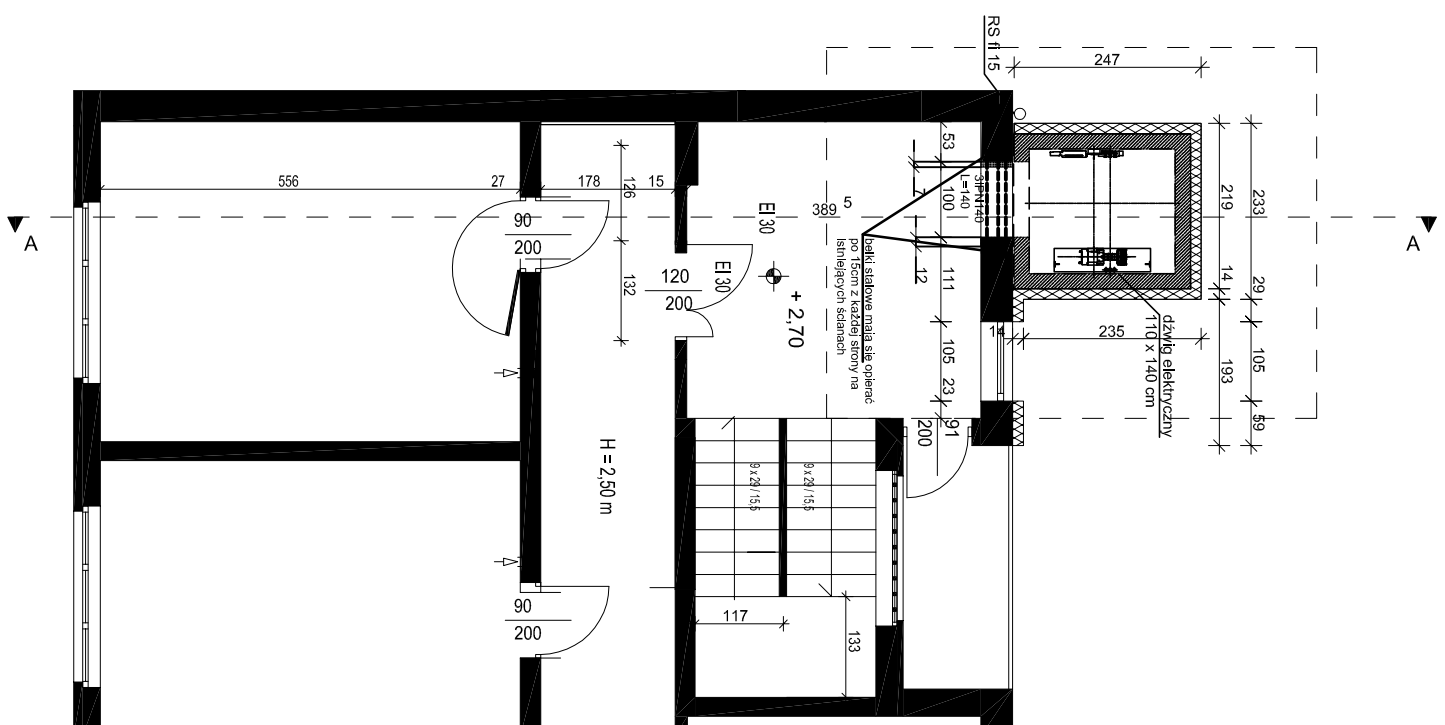 RS fi 15
247
53
3IPN140
L=140
100
7
12
111
105
23
91
200
219
233
14
29
105
193
59
14
235
dźwig elektryczny
110 x 140 cm
556
27
178
15
126
132
90
200
A
A
EI 30
EI 30
389
5
120
200
+ 2,70
belki stalowe mają się opierać
po 15cm z każdej strony na
istniejących ścianach
H = 2,50 m
9 x 29 / 15,5
9 x 29 / 15,5
117
133
90
200